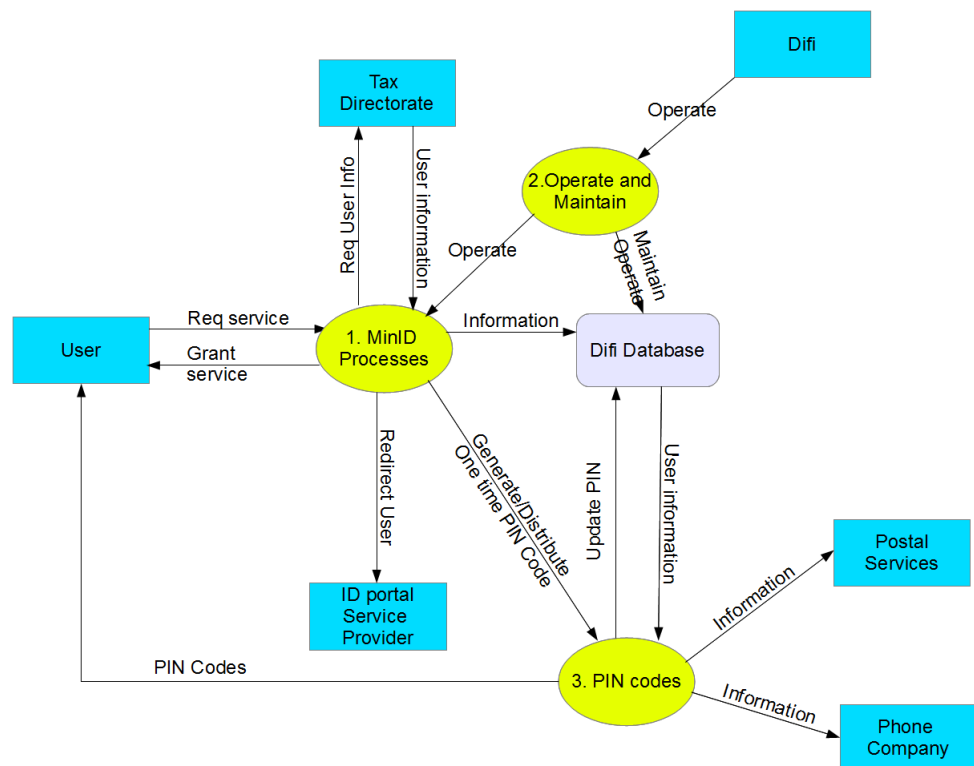 Difi
Tax
Directorate
Operate
2.Operate and
Maintain
Req User Info
User information
Operate
Maintain
Operate
Req service
User
Grant
service
1. MinID
Processes
Information
Difi Database
Redirect User
Generate/Distribute
One time PIN Code
Update PIN
User information
Postal
Services
ID portal
Service
Provider
Information
PIN Codes
3. PIN codes
Information
Phone
Company